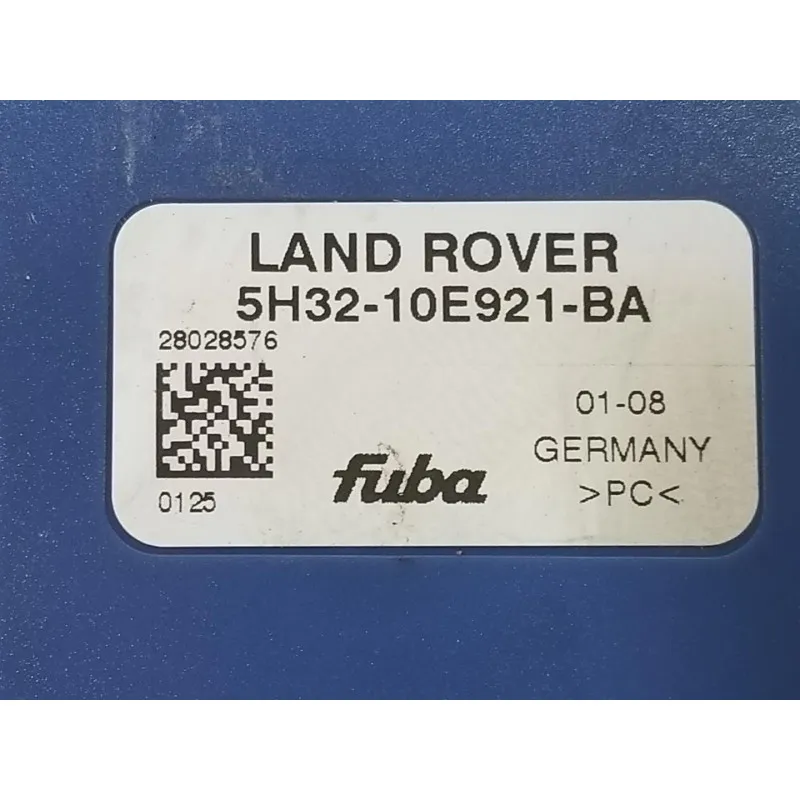 LAND ROVER
5H32-10E921-BA
28028576
01-08
GERMANY
fuba
0125
>PC<